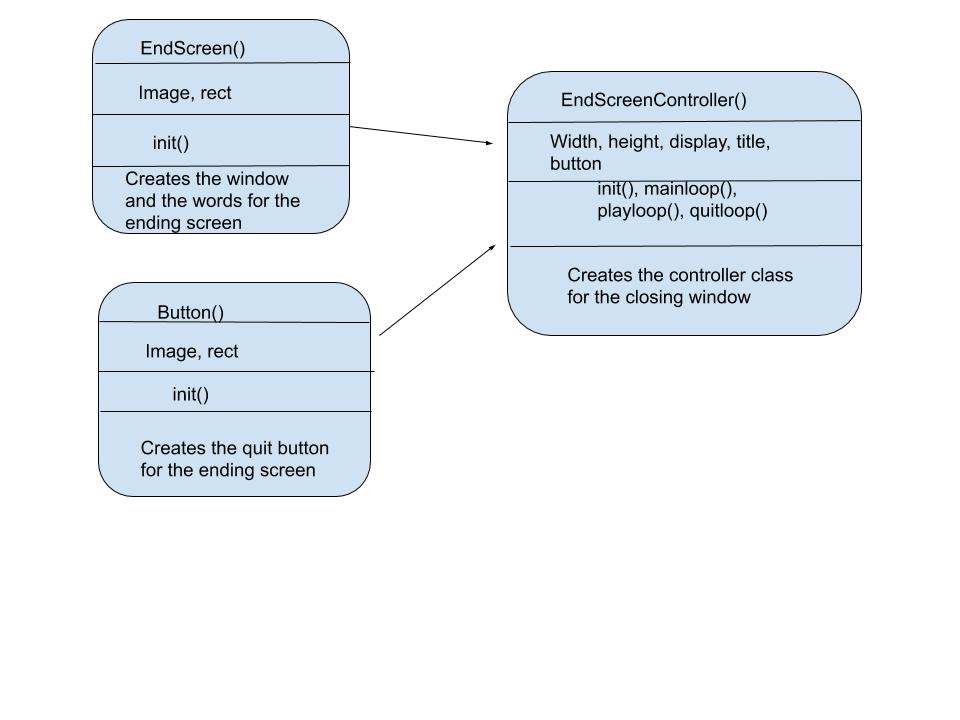 EndScreen()
Image, rect
init()
Creates the window
and the words for the
ending screen
EndScreenController()
Width, height, display, title,
button
init(), mainloop(),
playloop(), quitloop()
Creates the controller class
for the closing window
Button()
Image, rect
init()
Creates the quit button
for the ending screen